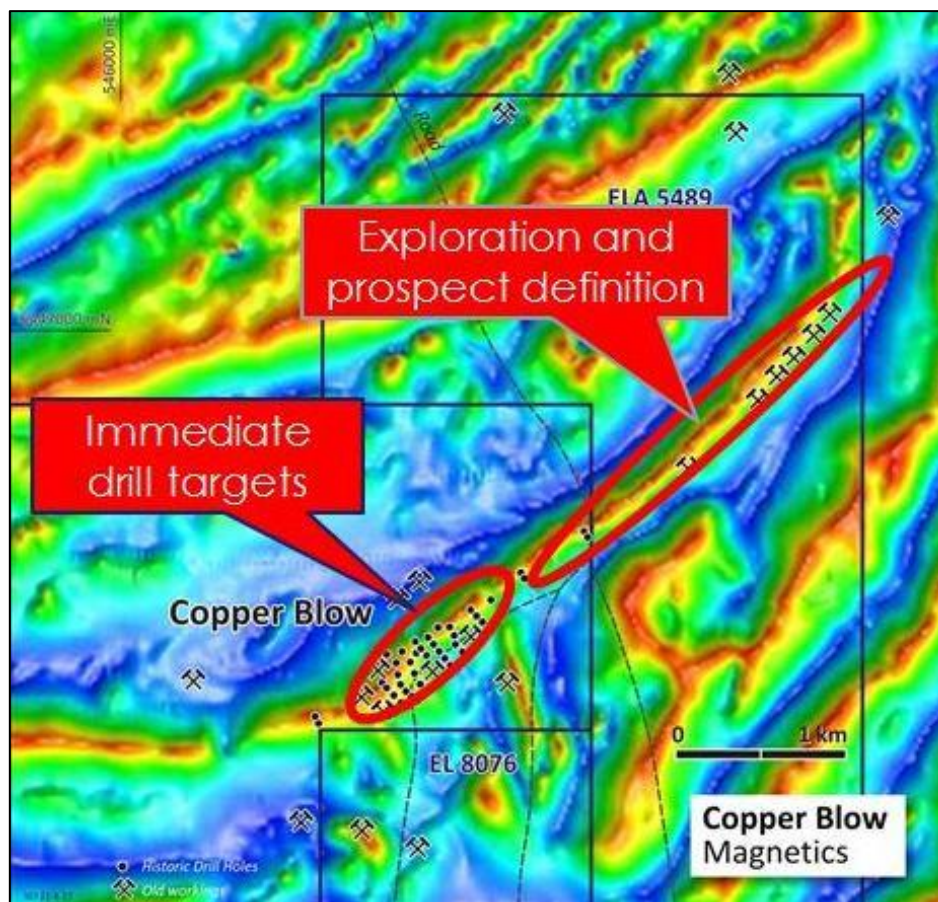 546000 mE
Road
ELA 5489
Exploration and
prospect definition
Immediate
drill targets
Copper Blow
0 1 km
EL 8076
Copper Blow
Magnetics
Historic Drill Holes
Old workings